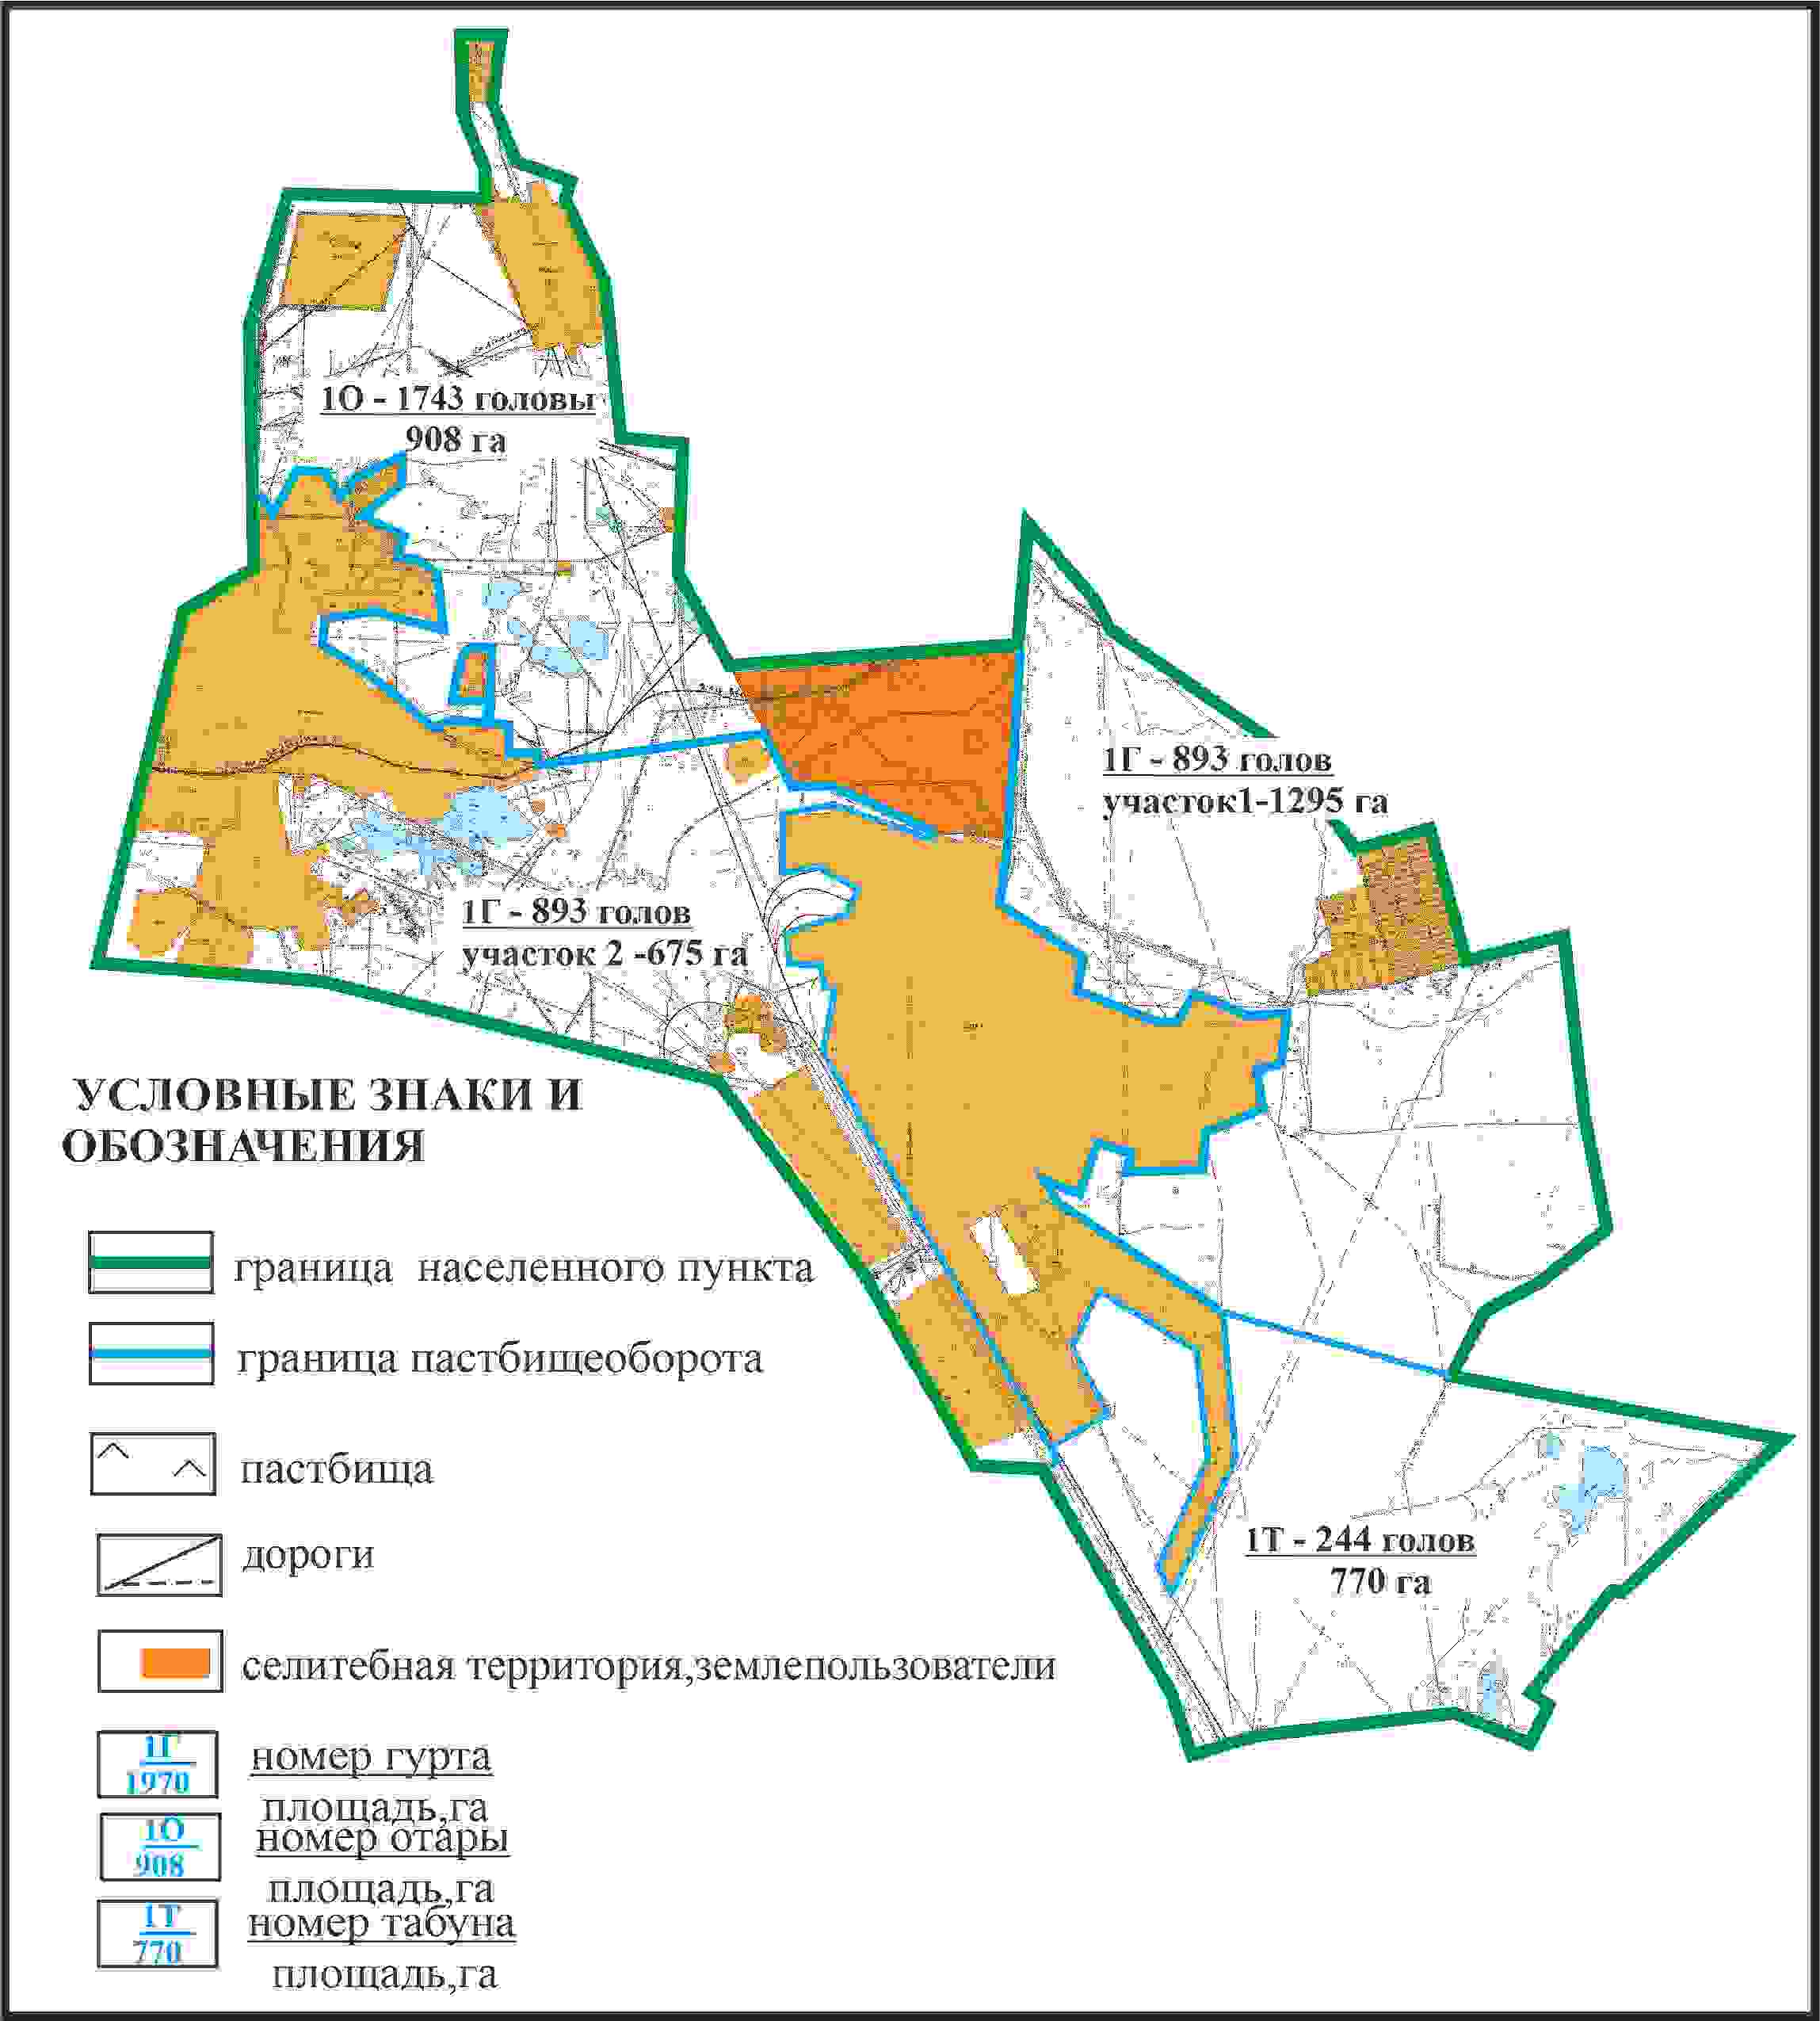 1О - 1743 головы
908 га
1Г - 893 голов
участок1-1295 га
1Г - 893 голов
участок 2 -675 га
1Т - 244 голов
770 га
УСЛОВНЫЕ ЗНАКИ И
ОБОЗНАЧЕНИЯ
граница населенного пункта
граница пастбищеоборота
пастбища
дороги
селитебная территория,землепользователи
1Г
1970
номер гурта
площадь,га
1О
908
номер отары
площадь,га
1Т
770
номер табуна
площадь,га